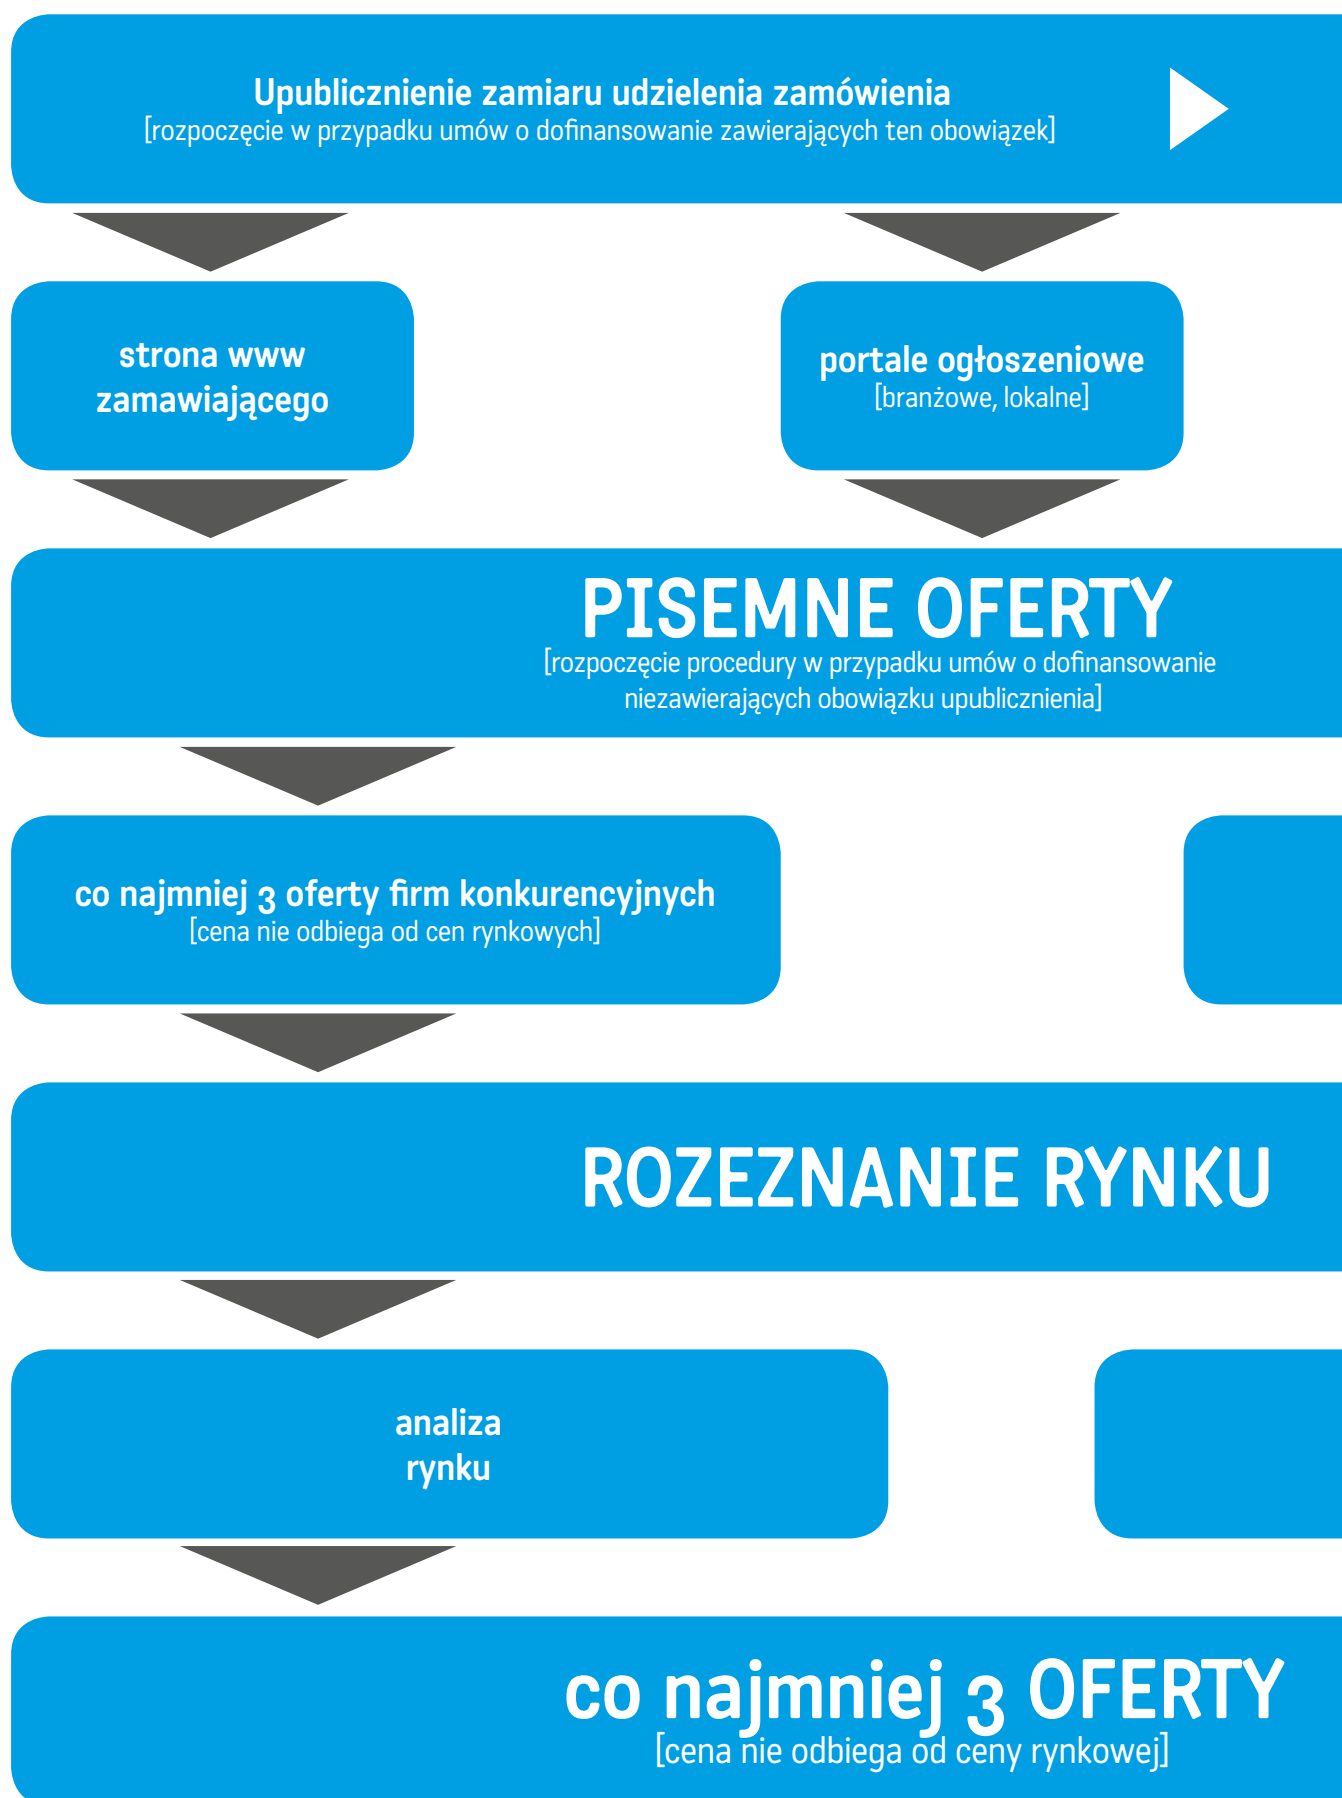 Upublicznienie zamiaru udzielenia zamówienia
[rozpoczęcie w przypadku umów o dofinansowanie zawierających ten obowiązek]
strona www
zamawiającego
portale ogłoszeniowe
[branżowe, lokalne]
PISEMNE OFERTY
[rozpoczęcie procedury w przypadku umów o dofinansowanie
niezawierających obowiązku upublicznienia]
co najmniej 3 oferty firm konkurencyjnych
[cena nie odbiega od cen rynkowych]
ROZEZNANIE RYNKU
analiza
rynku
co najmniej 3 OFERTY
[cena nie odbiega od ceny rynkowej]